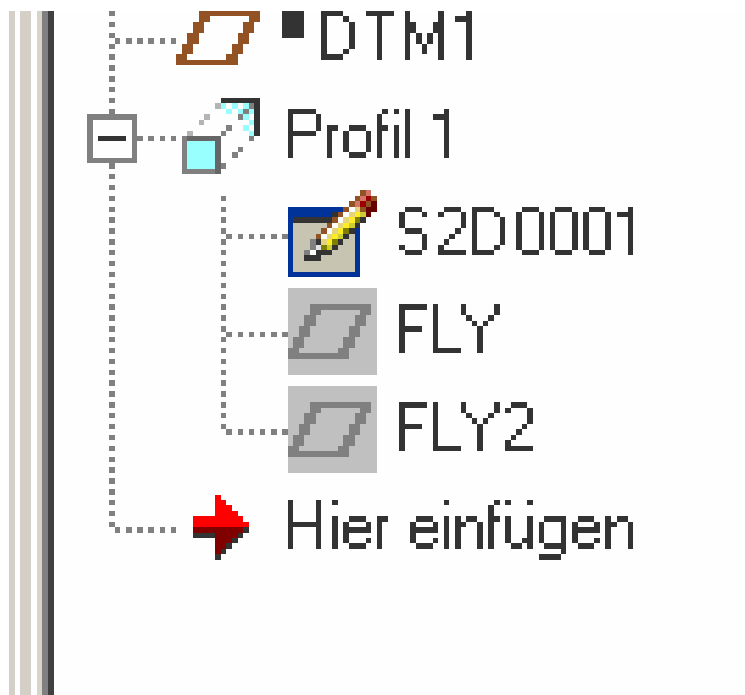 DTM1
Profil 1
S2D0001
FLY
FLY2
Hier einfügen